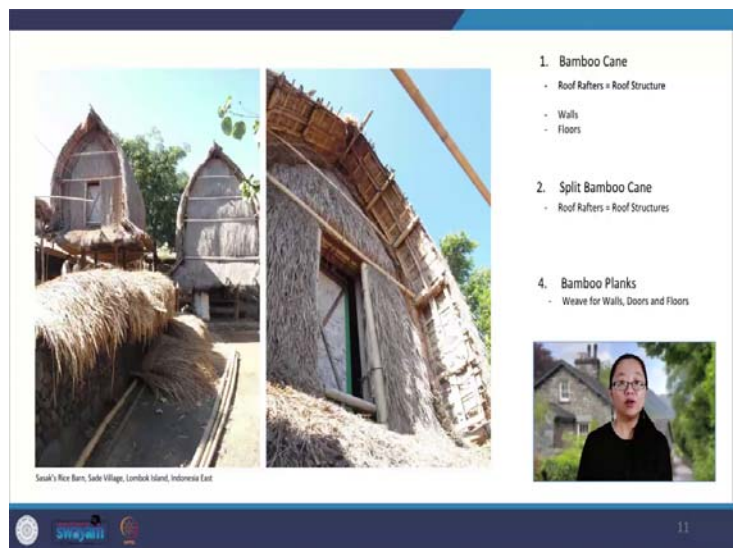 1. Bamboo Cane
- Roof Rafters = Roof Structure
- Walls
- Floors
2. Split Bamboo Cane
- Roof Rafters = Roof Structures
4. Bamboo Planks
- Weave for Walls, Doors and Floors
Sasak's Rice Barn, Sade Village, Lombok Island, Indonesia East
swayam
11